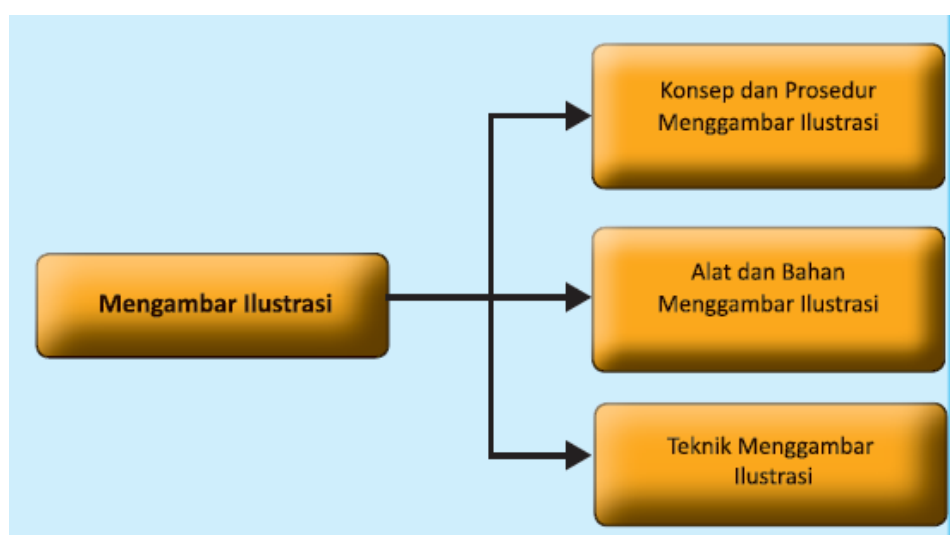 Konsep dan Prosedur
Menggambar Ilustrasi
Mengambar Ilustrasi
Alat dan Bahan
Menggambar Ilustrasi
Teknik Menggambar
Ilustrasi